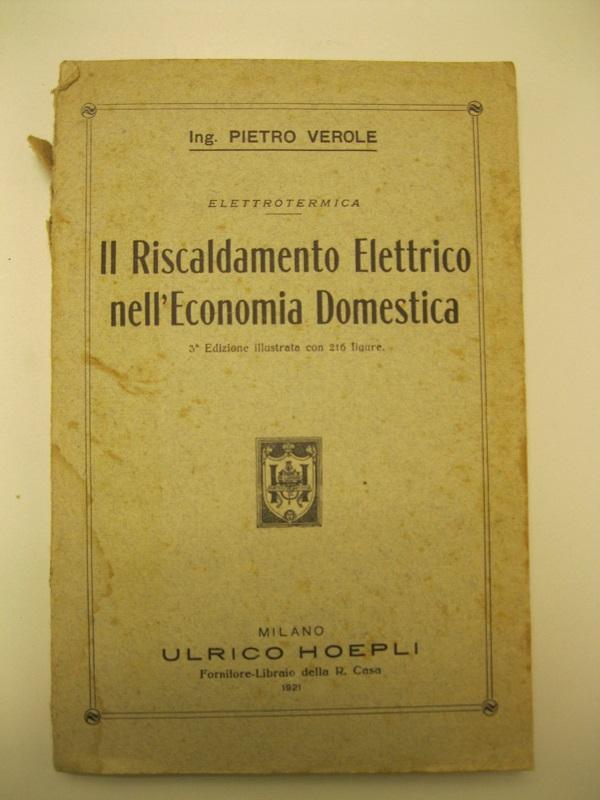 Ing. PIETRO VEROLE
ELETTROTERMICA
Il Riscaldamento Elettrico
nell'Economia Domestica
3ª Edizione illustrata con 216 figure.
H
MILANO
ULRICO HOEPLI
Fornitore-Libraio della R. Casa
1921